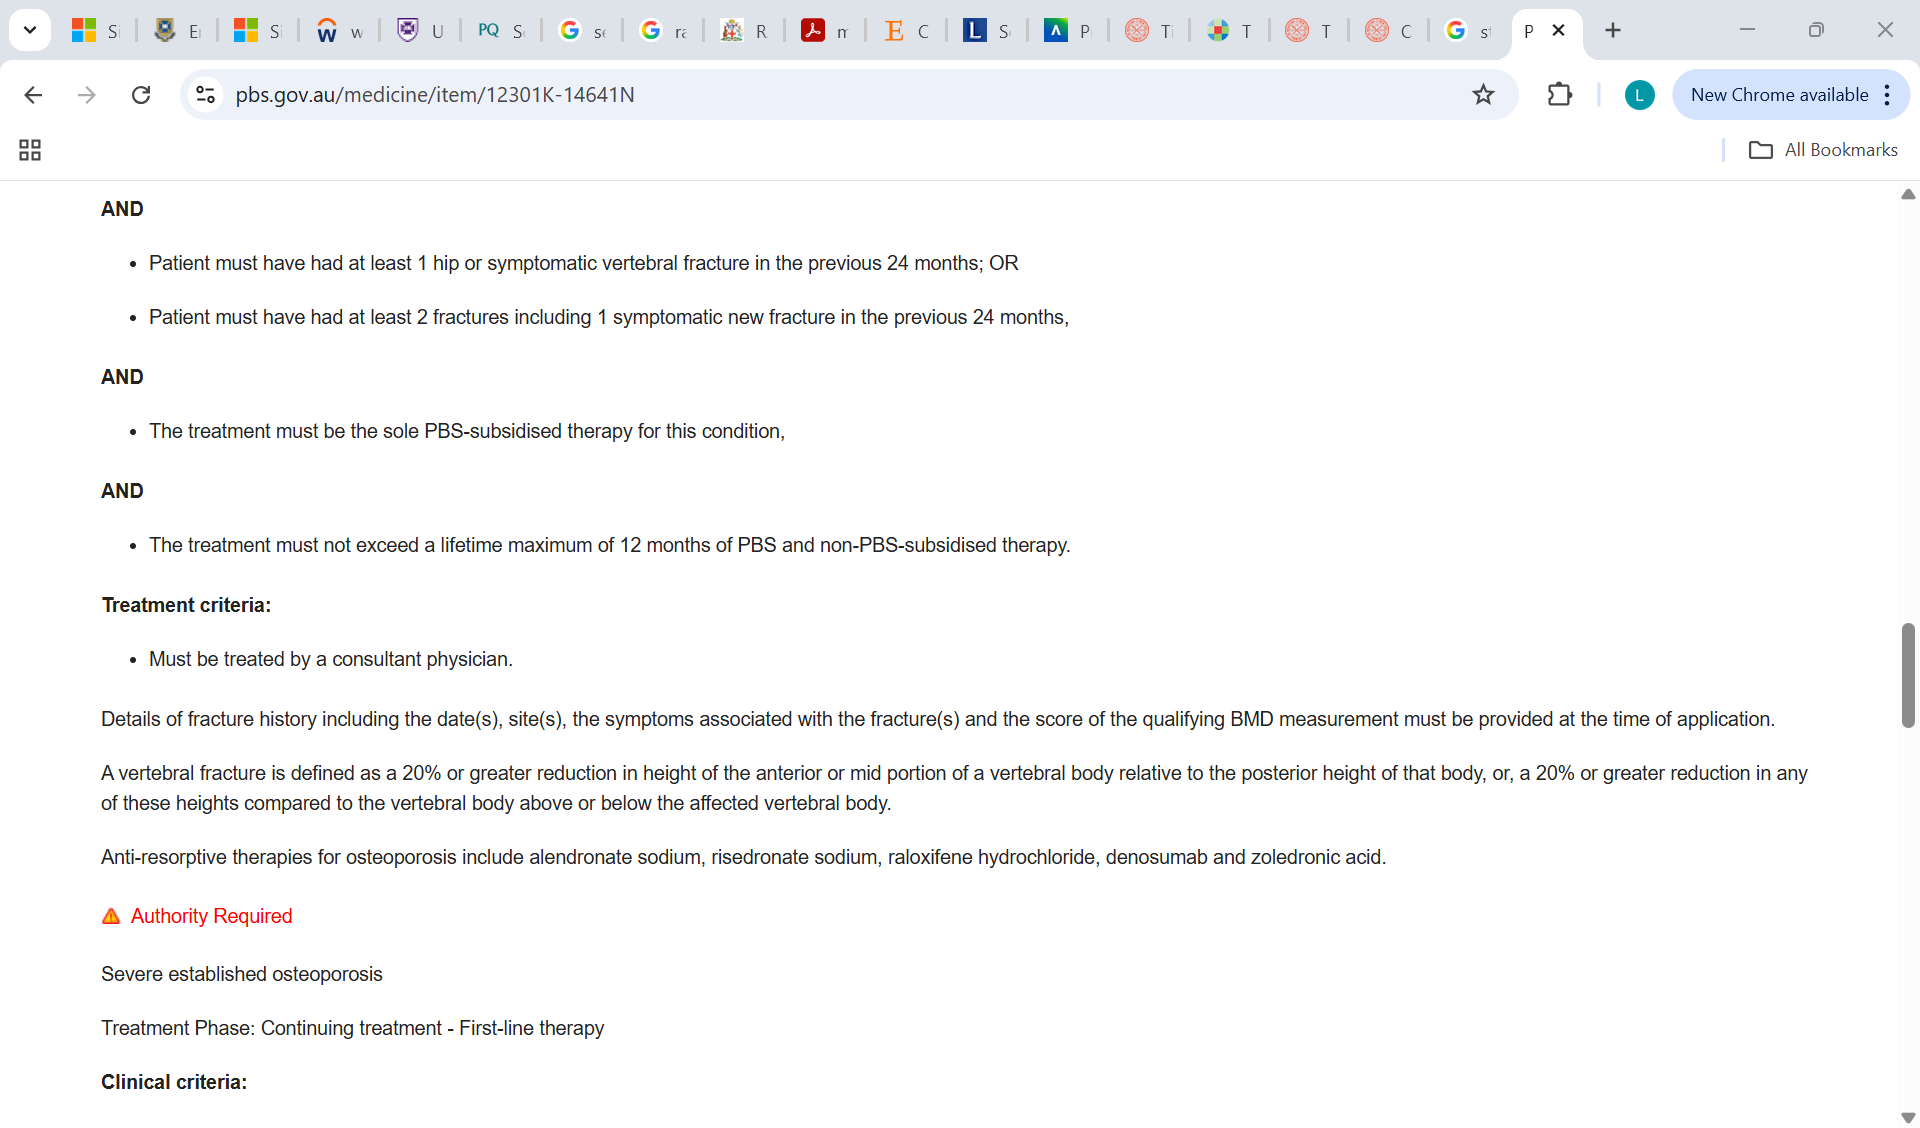 Si
E
Si
w
U
PQ
S
se
ra
R
m
E
C
L
S
P
Ti
T
T
C
st
P
pbs.gov.au/medicine/item/12301K-14641N
L
New Chrome available
All Bookmarks
AND
• Patient must have had at least 1 hip or symptomatic vertebral fracture in the previous 24 months; OR
• Patient must have had at least 2 fractures including 1 symptomatic new fracture in the previous 24 months,
AND
• The treatment must be the sole PBS-subsidised therapy for this condition,
AND
• The treatment must not exceed a lifetime maximum of 12 months of PBS and non-PBS-subsidised therapy.
Treatment criteria:
• Must be treated by a consultant physician.
Details of fracture history including the date(s), site(s), the symptoms associated with the fracture(s) and the score of the qualifying BMD measurement must be provided at the time of application.
A vertebral fracture is defined as a 20% or greater reduction in height of the anterior or mid portion of a vertebral body relative to the posterior height of that body, or, a 20% or greater reduction in any
of these heights compared to the vertebral body above or below the affected vertebral body.
Anti-resorptive therapies for osteoporosis include alendronate sodium, risedronate sodium, raloxifene hydrochloride, denosumab and zoledronic acid.
Authority Required
Severe established osteoporosis
Treatment Phase: Continuing treatment - First-line therapy
Clinical criteria: